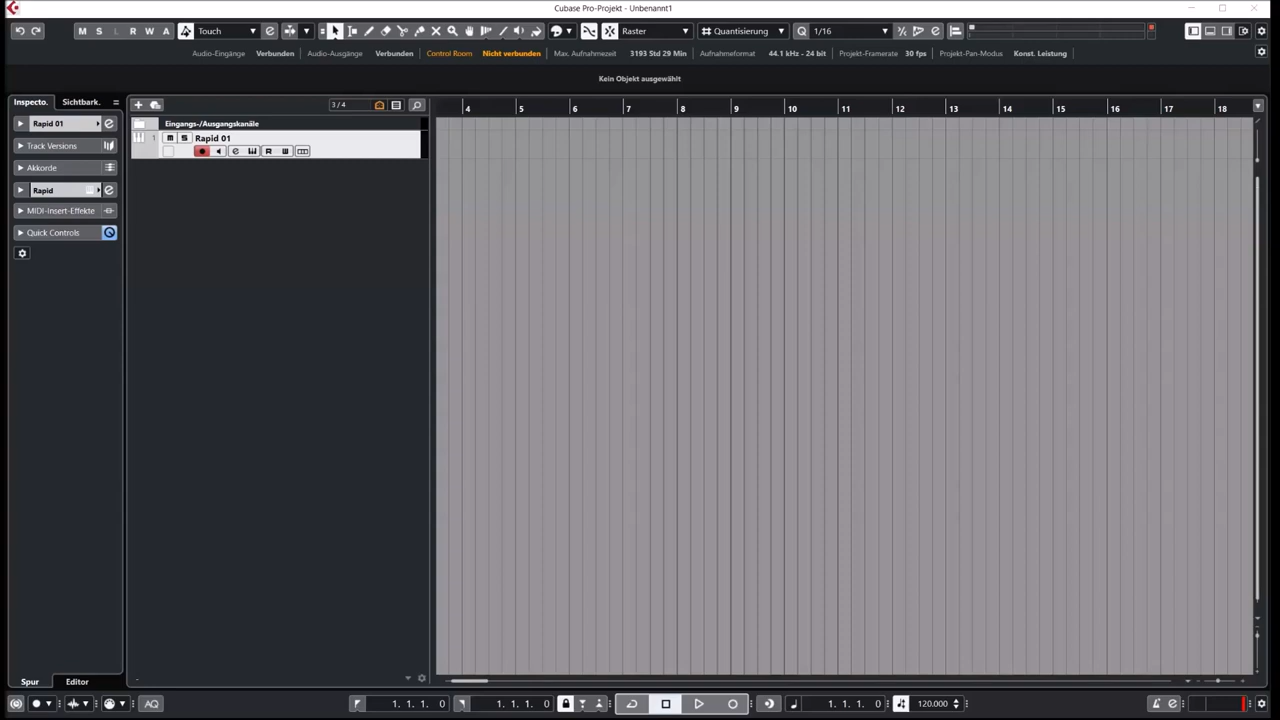 Cubase Pro-Projekt - Unbenannt1
M S L R W A Touch Raster Quantisierung 1/16
Audio-Eingänge Verbunden Audio-Ausgänge Verbunden Control Room Nicht verbunden Max. Aufnahmezeit 3193 Std 29 Min Aufnahmeformat 44.1 kHz - 24 bit Projekt-Framerate 30 fps Projekt-Pan-Modus Konst. Leistung
Kein Objekt ausgewählt
Inspecto. Sichtbark. 3 / 4 4 5 6 7 8 9 10 11 12 13 14 15 16 17 18
Rapid 01 Eingangs-/Ausgangskanäle
1 m S Rapid 01
Track Versions R W
Akkorde
Rapid
MIDI-Insert-Effekte
Quick Controls
Spur Editor
AQ 1. 1. 1. 0 1. 1. 1. 0 1. 1. 1. 0 120.000